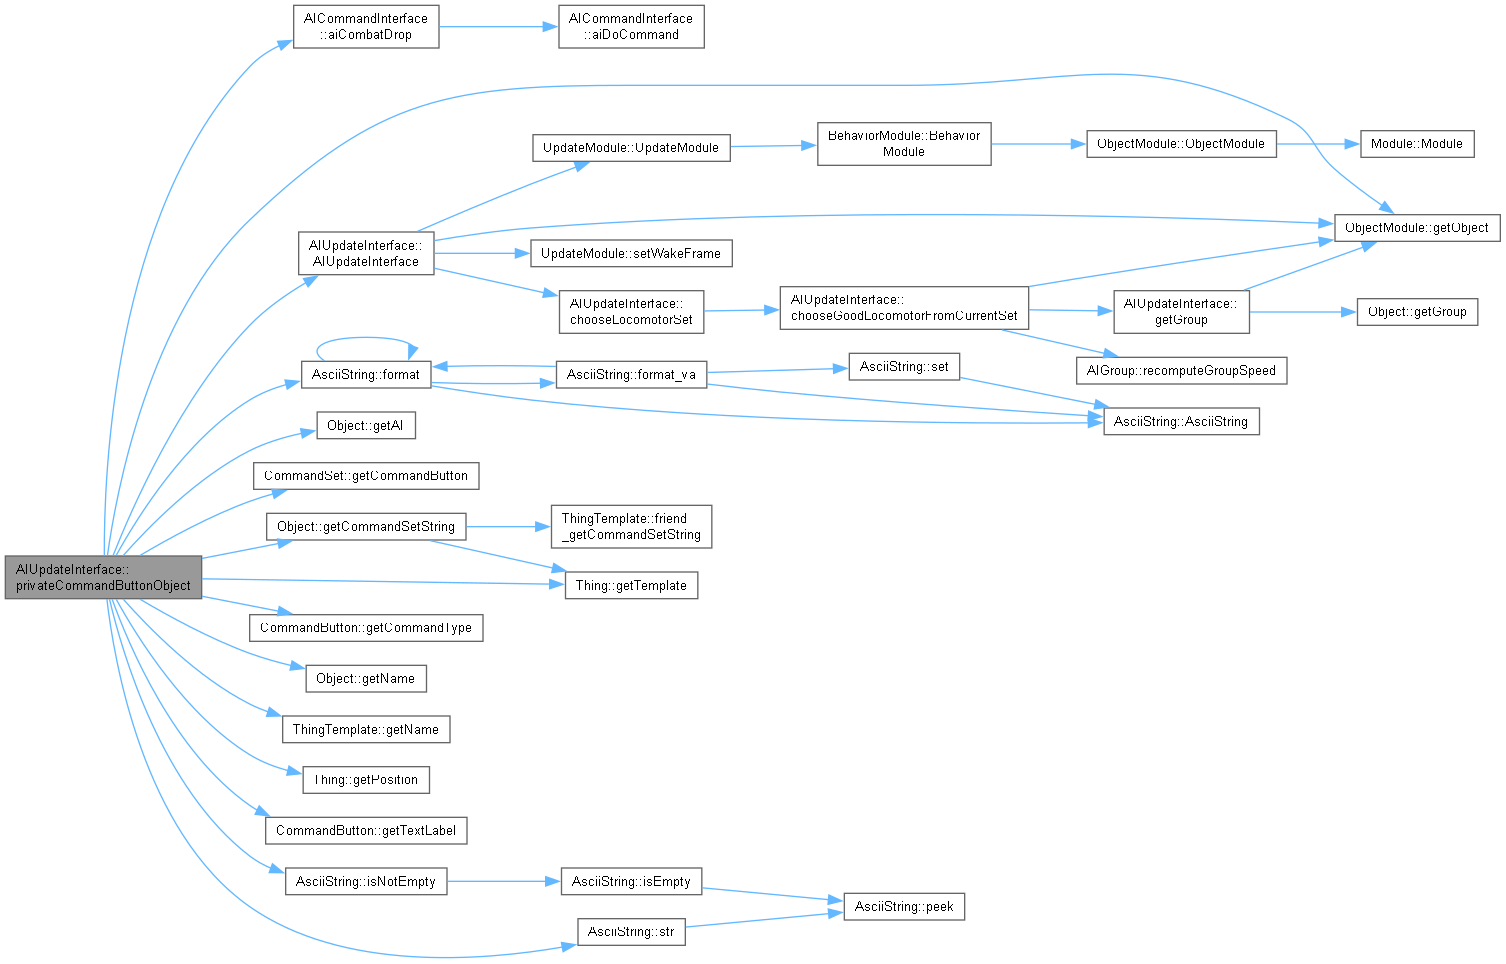 AICommandInterface
::aiCombatDrop
AICommandInterface
::aiDoCommand
UpdateModule::UpdateModule
BehaviorModule::Behavior
Module
ObjectModule::ObjectModule
Module::Module
ObjectModule::getObject
AIUpdateInterface::
AIUpdateInterface
UpdateModule::setWakeFrame
AIUpdateInterface::
chooseLocomotorSet
AIUpdateInterface::
chooseGoodLocomotorFromCurrentSet
AIUpdateInterface::
getGroup
Object::getGroup
AsciiString::format
AsciiString::format_va
AsciiString::set
AIGroup::recomputeGroupSpeed
AsciiString::AsciiString
Object::getAI
CommandSet::getCommandButton
Object::getCommandSetString
ThingTemplate::friend
_getCommandSetString
AIUpdateInterface::
privateCommandButtonObject
Thing::getTemplate
CommandButton::getCommandType
Object::getName
ThingTemplate::getName
Thing::getPosition
CommandButton::getTextLabel
AsciiString::isNotEmpty
AsciiString::isEmpty
AsciiString::peek
AsciiString::str